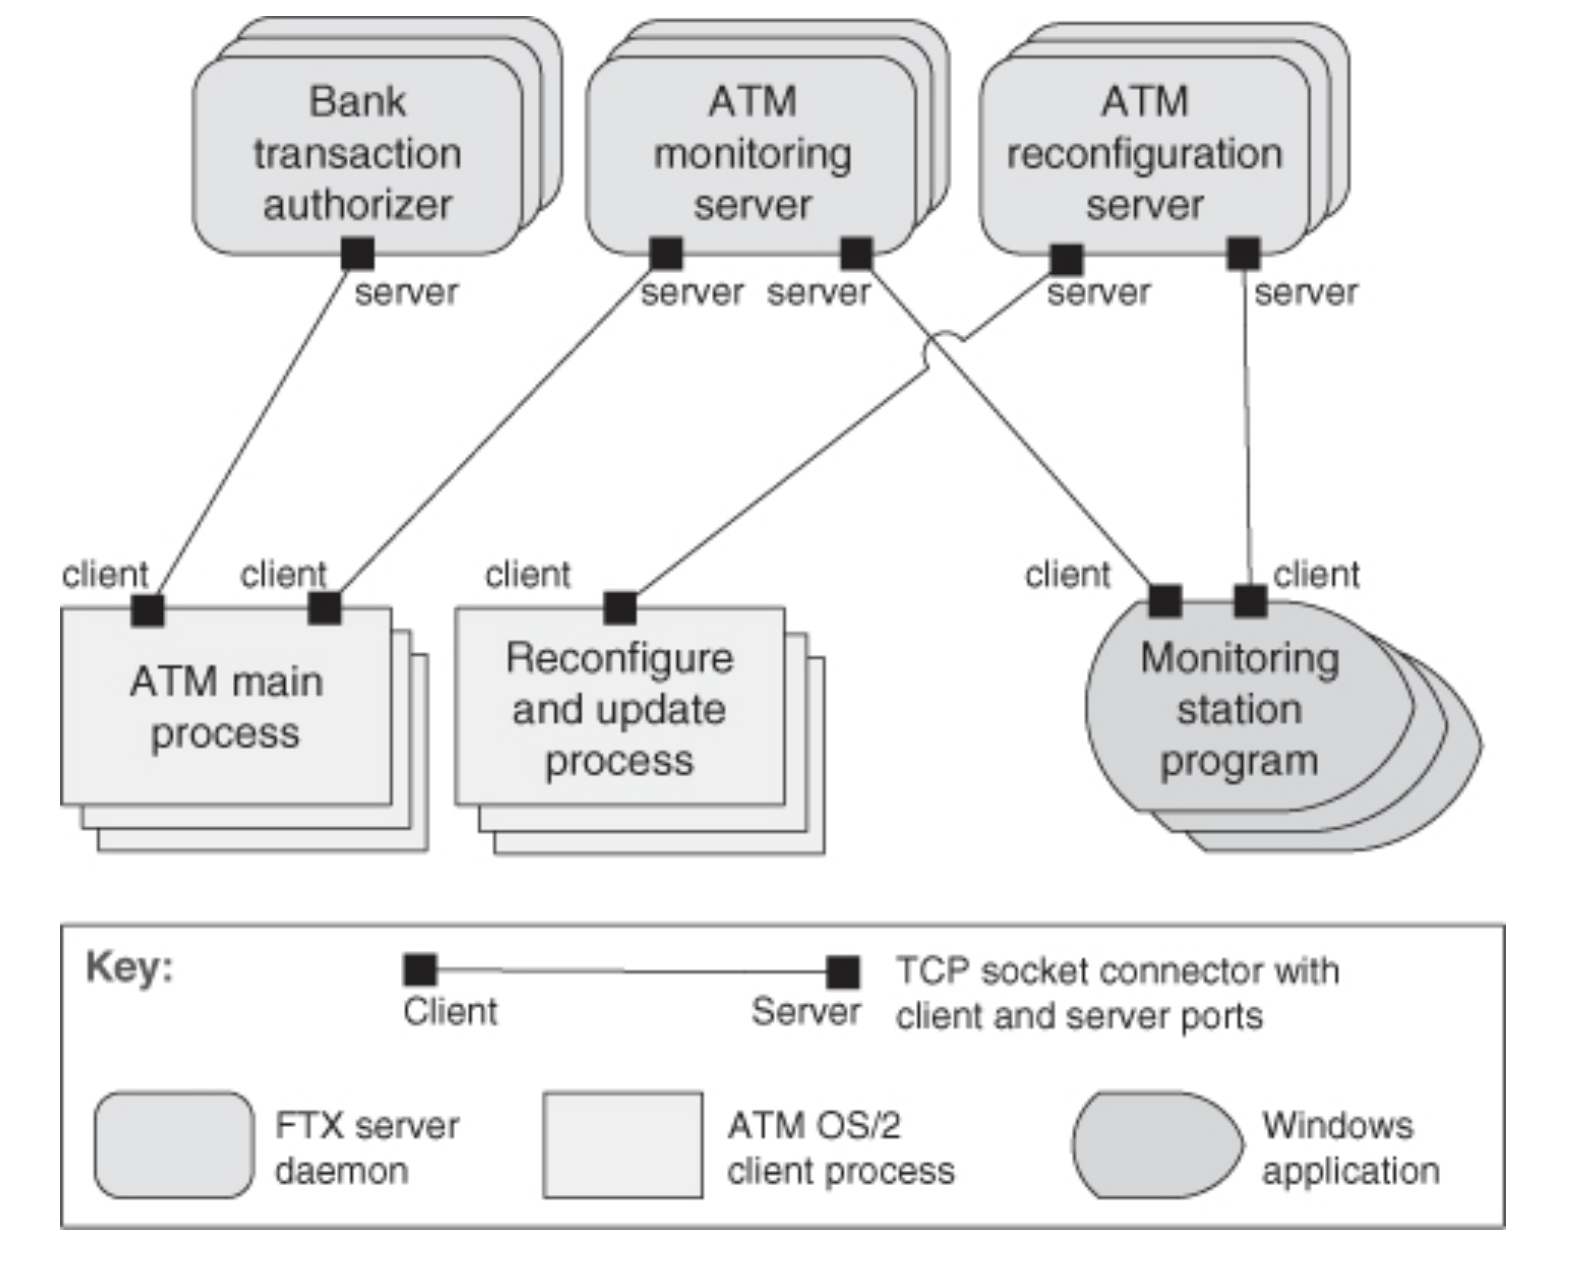 Bank
transaction
authorizer
ATM
monitoring
server
ATM
reconfiguration
server
server
server
server
server
server
client
client
client
client
client
ATM main
process
Reconfigure
and update
process
Monitoring
station
program
Key:
Client
Server
TCP socket connector with
client and server ports
FTX server
daemon
ATM OS/2
client process
Windows
application